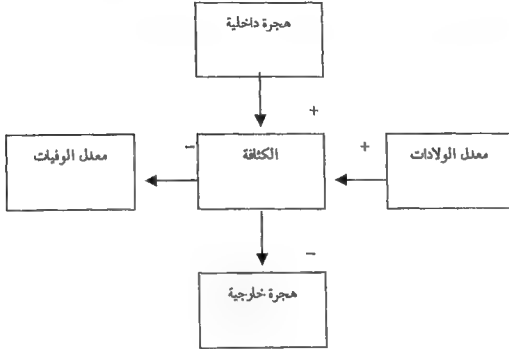 هجرة داخلية
+
معدل الولادات
+
الكثافة
−
معدل الوفيات
−
هجرة خارجية